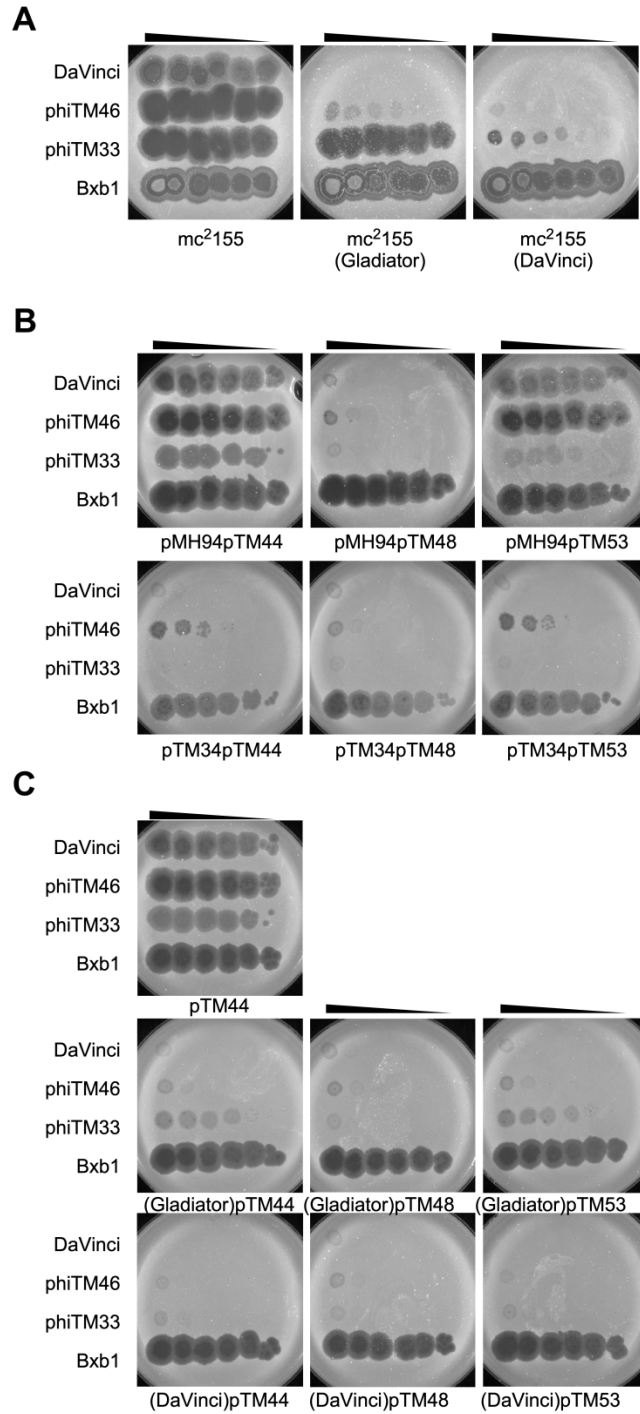 A
DaVinci
phiTM46
phiTM33
Bxb1
mc²155
mc²155
(Gladiator)
mc²155
(DaVinci)
B
DaVinci
phiTM46
phiTM33
Bxb1
pMH94pTM44
pMH94pTM48
pMH94pTM53
DaVinci
phiTM46
phiTM33
Bxb1
pTM34pTM44
pTM34pTM48
pTM34pTM53
C
DaVinci
phiTM46
phiTM33
Bxb1
pTM44
DaVinci
phiTM46
phiTM33
Bxb1
(Gladiator)pTM44
(Gladiator)pTM48
(Gladiator)pTM53
DaVinci
phiTM46
phiTM33
Bxb1
(DaVinci)pTM44
(DaVinci)pTM48
(DaVinci)pTM53